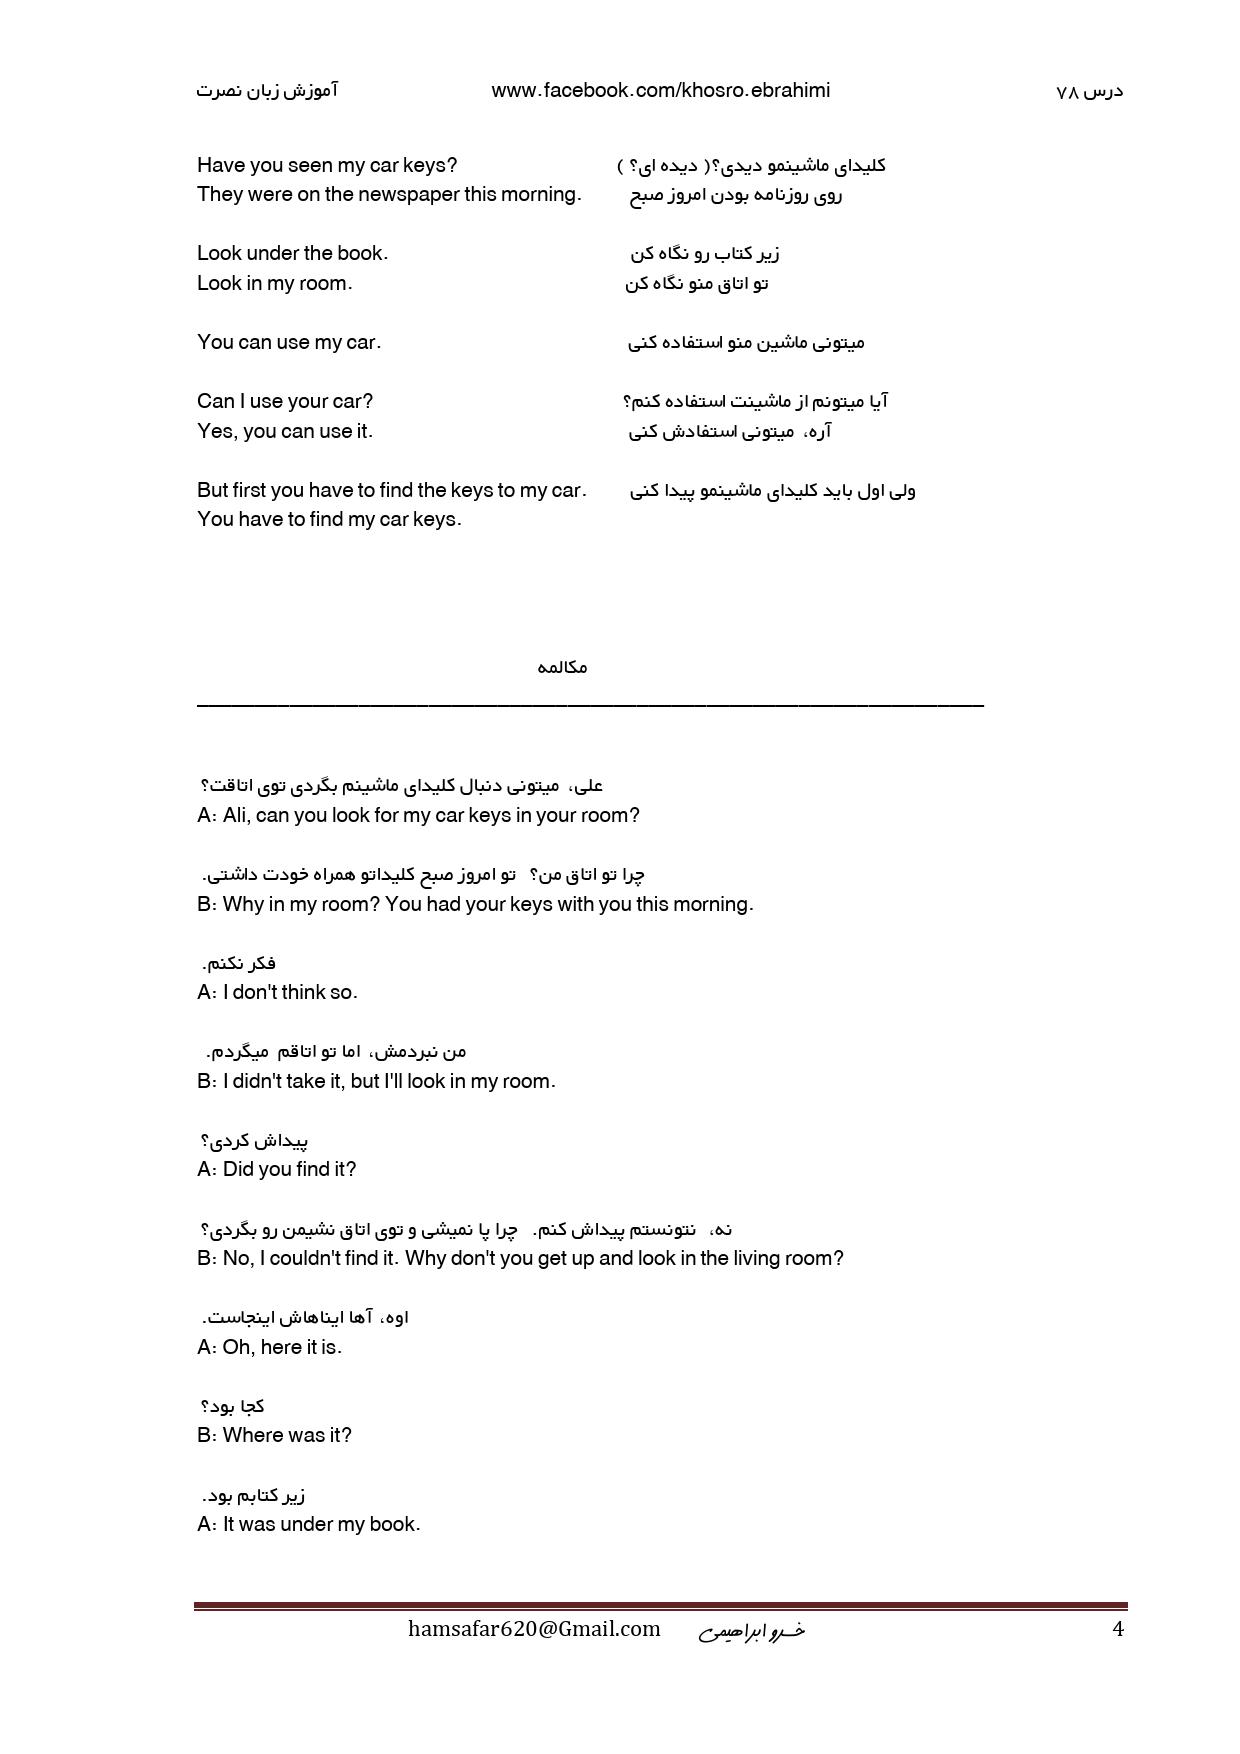 آموزش زبان نصرت www.facebook.com/khosro.ebrahimi درس ۷۸
Have you seen my car keys? کلیدای ماشینمو دیدی؟( دیده ای؟ )
They were on the newspaper this morning. روی روزنامه بودن امروز صبح
Look under the book. زیر کتاب رو نگاه کن
Look in my room. تو اتاق منو نگاه کن
You can use my car. میتونی ماشین منو استفاده کنی
Can I use your car? آیا میتونم از ماشینت استفاده کنم؟
Yes, you can use it. آره، میتونی استفادش کنی
But first you have to find the keys to my car. ولی اول باید کلیدای ماشینمو پیدا کنی
You have to find my car keys.
مکالمه
علی، میتونی دنبال کلیدای ماشینم بگردی توی اتاقت؟
A: Ali, can you look for my car keys in your room?
چرا تو اتاق من؟ تو امروز صبح کلیداتو همراه خودت داشتی.
B: Why in my room? You had your keys with you this morning.
فکر نکنم.
A: I don't think so.
من نبردمش، اما تو اتاقم میگردم.
B: I didn't take it, but I'll look in my room.
پیداش کردی؟
A: Did you find it?
نه، نتونستم پیداش کنم. چرا پا نمیشی و توی اتاق نشیمن رو بگردی؟
B: No, I couldn't find it. Why don't you get up and look in the living room?
اوه، آها ایناهاش اینجاست.
A: Oh, here it is.
کجا بود؟
B: Where was it?
زیر کتابم بود.
A: It was under my book.
hamsafar620@Gmail.com خسرو ابراهیمی 4